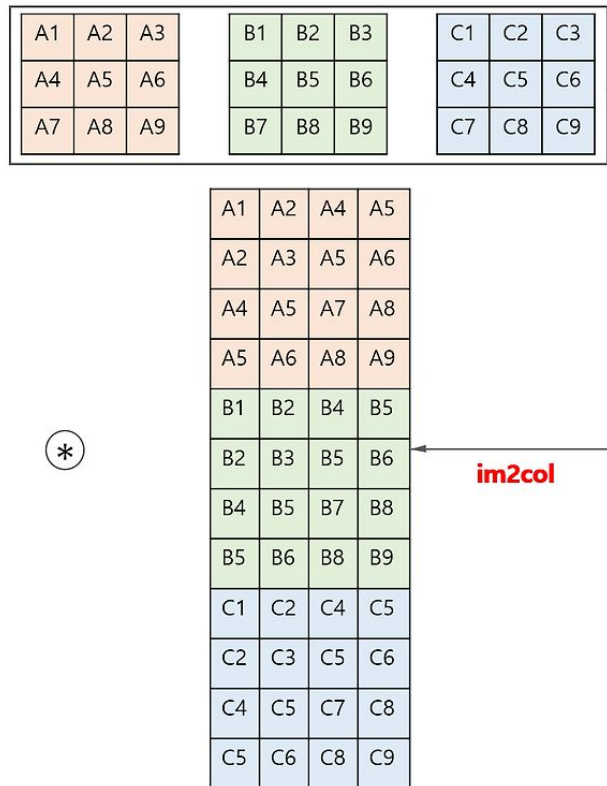 A1 A2 A3 B1 B2 B3 C1 C2 C3
A4 A5 A6 B4 B5 B6 C4 C5 C6
A7 A8 A9 B7 B8 B9 C7 C8 C9
A1 A2 A4 A5
A2 A3 A5 A6
A4 A5 A7 A8
A5 A6 A8 A9
B1 B2 B4 B5
* B2 B3 B5 B6
im2col
B4 B5 B7 B8
B5 B6 B8 B9
C1 C2 C4 C5
C2 C3 C5 C6
C4 C5 C7 C8
C5 C6 C8 C9